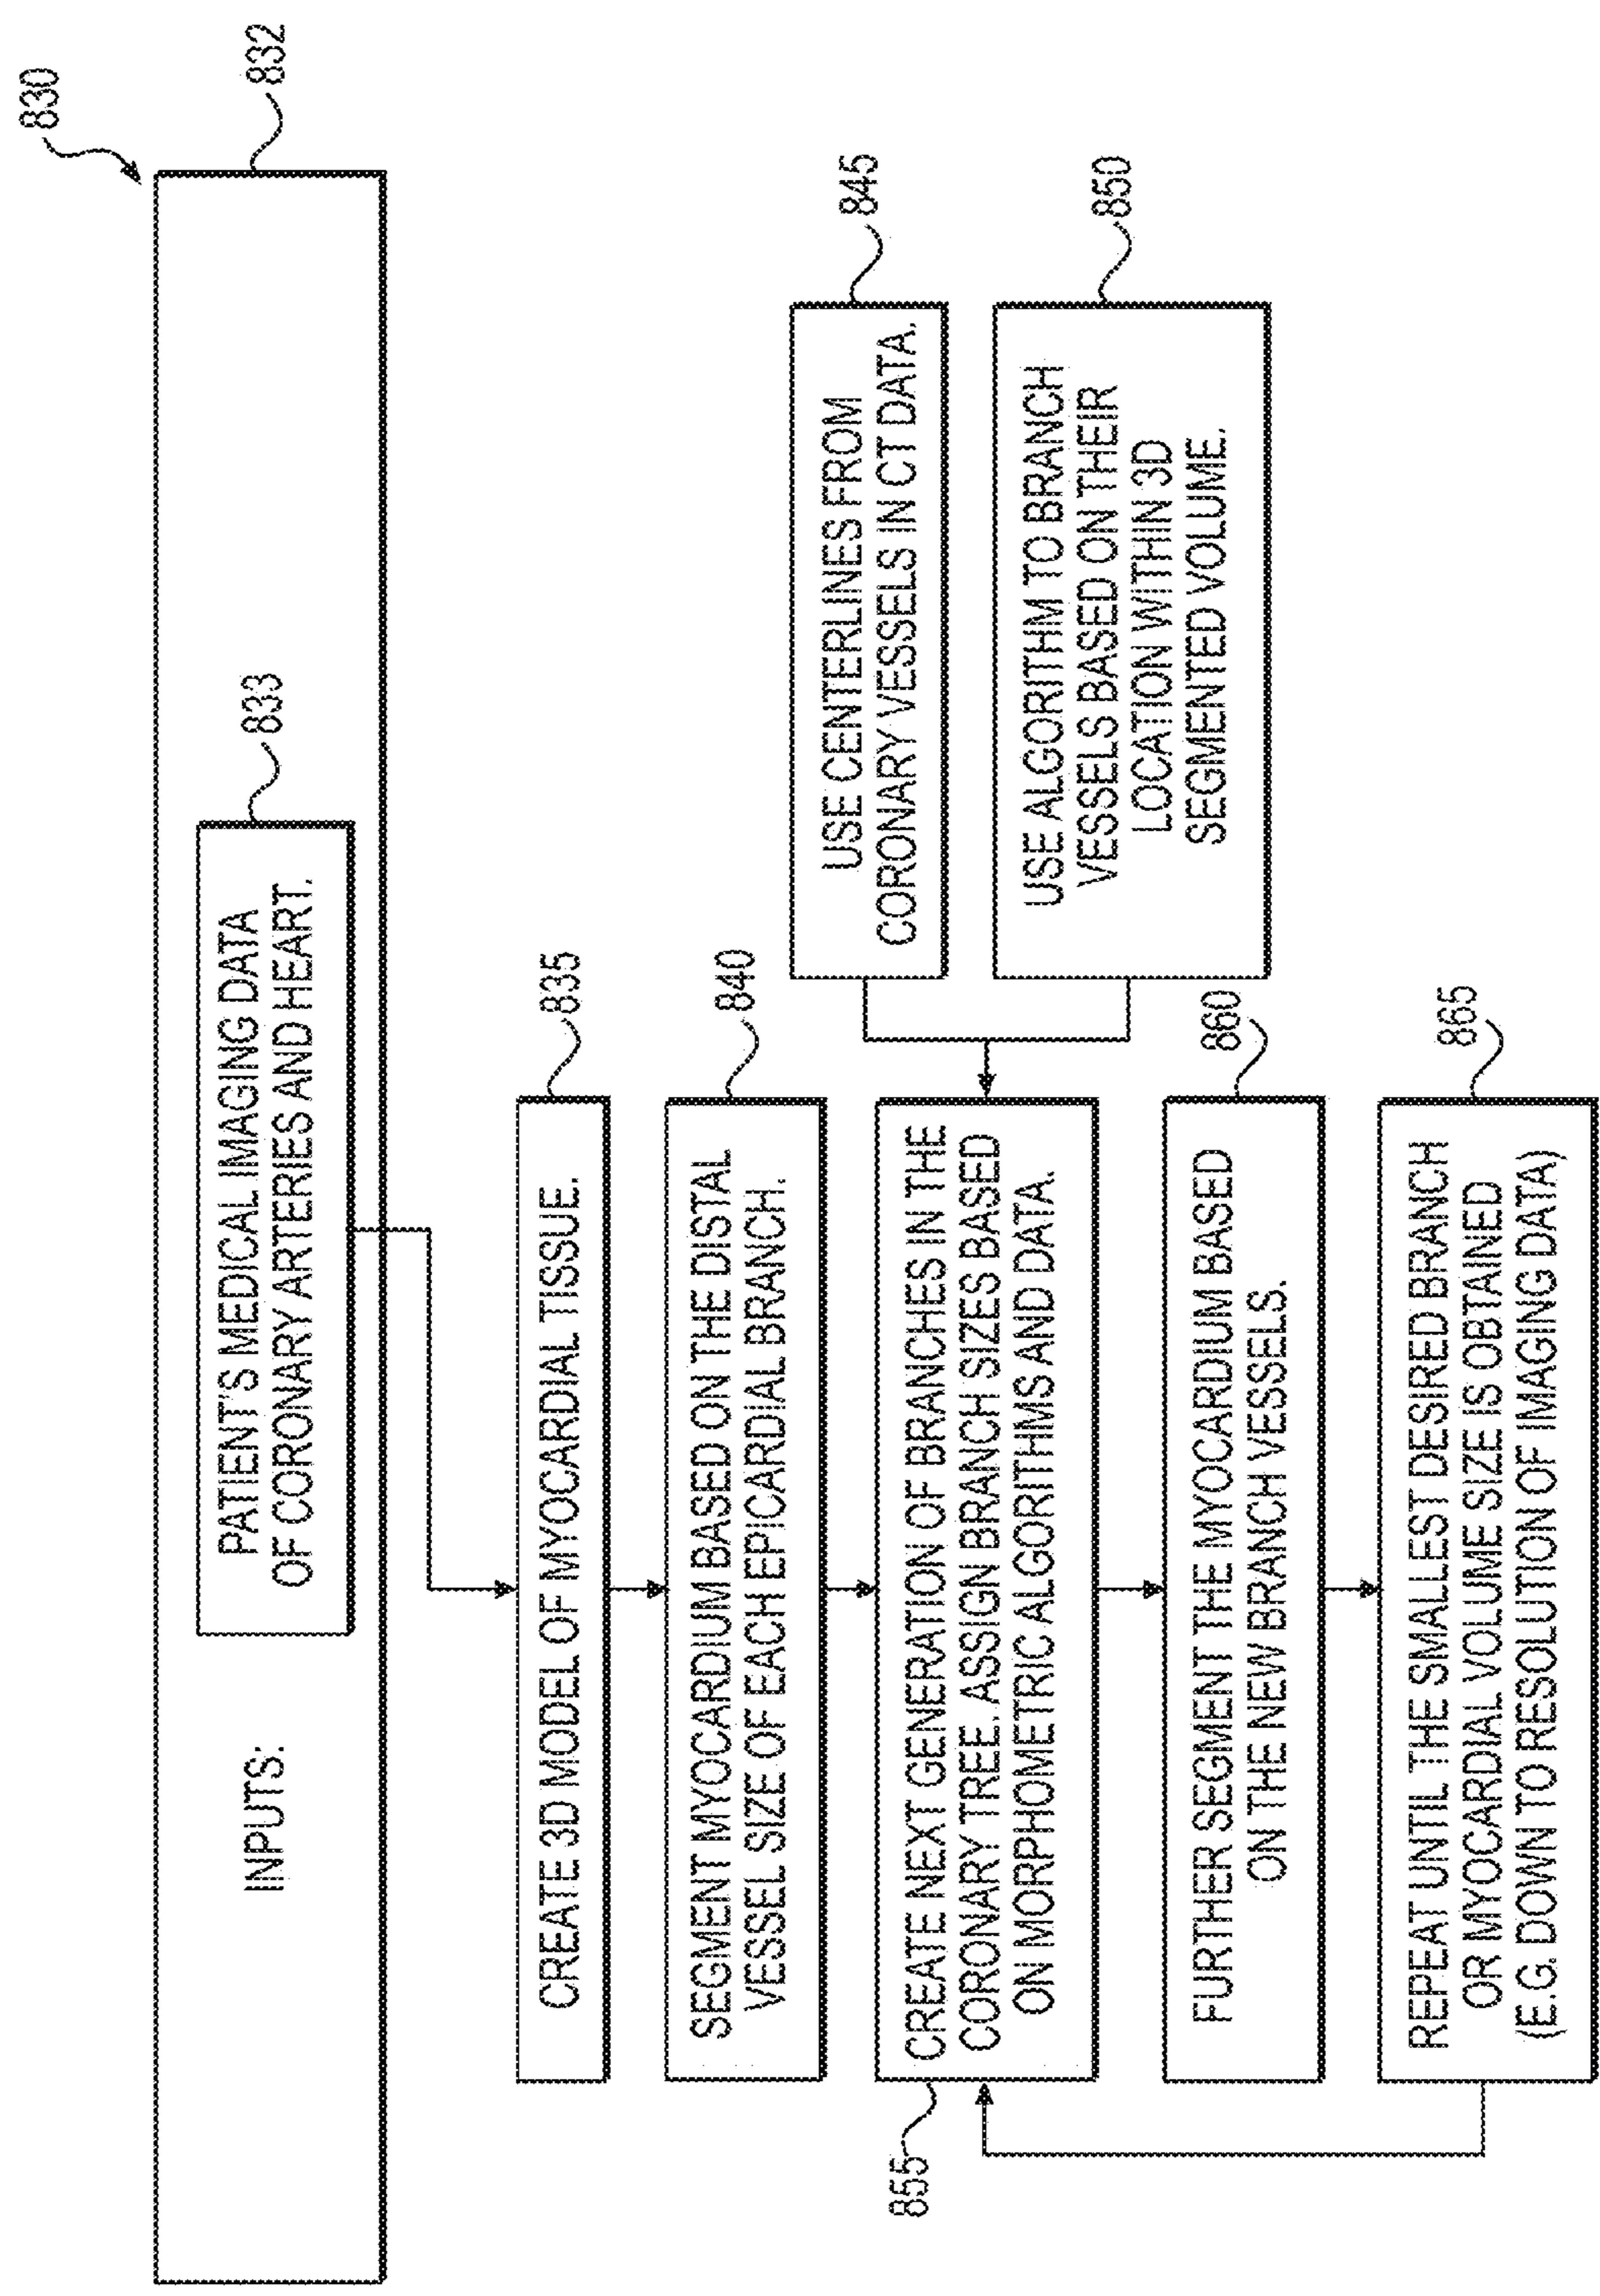 830
832
INPUTS:
833
PATIENT'S MEDICAL IMAGING DATA
OF CORONARY ARTERIES AND HEART.
835
CREATE 3D MODEL OF MYOCARDIAL TISSUE.
840
SEGMENT MYOCARDIUM BASED ON THE DISTAL
VESSEL SIZE OF EACH EPICARDIAL BRANCH.
845
USE CENTERLINES FROM
CORONARY VESSELS IN CT DATA.
850
USE ALGORITHM TO BRANCH
VESSELS BASED ON THEIR
LOCATION WITHIN 3D
SEGMENTED VOLUME.
855
CREATE NEXT GENERATION OF BRANCHES IN THE
CORONARY TREE. ASSIGN BRANCH SIZES BASED
ON MORPHOMETRIC ALGORITHMS AND DATA.
860
FURTHER SEGMENT THE MYOCARDIUM BASED
ON THE NEW BRANCH VESSELS.
865
REPEAT UNTIL THE SMALLEST DESIRED BRANCH
OR MYOCARDIAL VOLUME SIZE IS OBTAINED
(E.G. DOWN TO RESOLUTION OF IMAGING DATA)